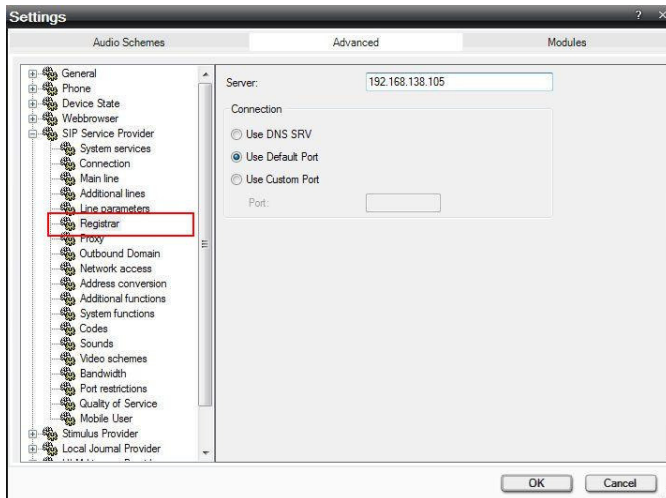 Settings
? ×
Audio Schemes
Advanced
Modules
General
Phone
Device State
Webbrowser
SIP Service Provider
System services
Connection
Main line
Additional lines
Line parameters
Registrar
Proxy
Outbound Domain
Network access
Address conversion
Additional functions
System functions
Codes
Sounds
Video schemes
Bandwidth
Port restrictions
Quality of Service
Mobile User
Stimulus Provider
Local Journal Provider
Server:
192.168.138.105
Connection
Use DNS SRV
Use Default Port
Use Custom Port
Port:
OK
Cancel